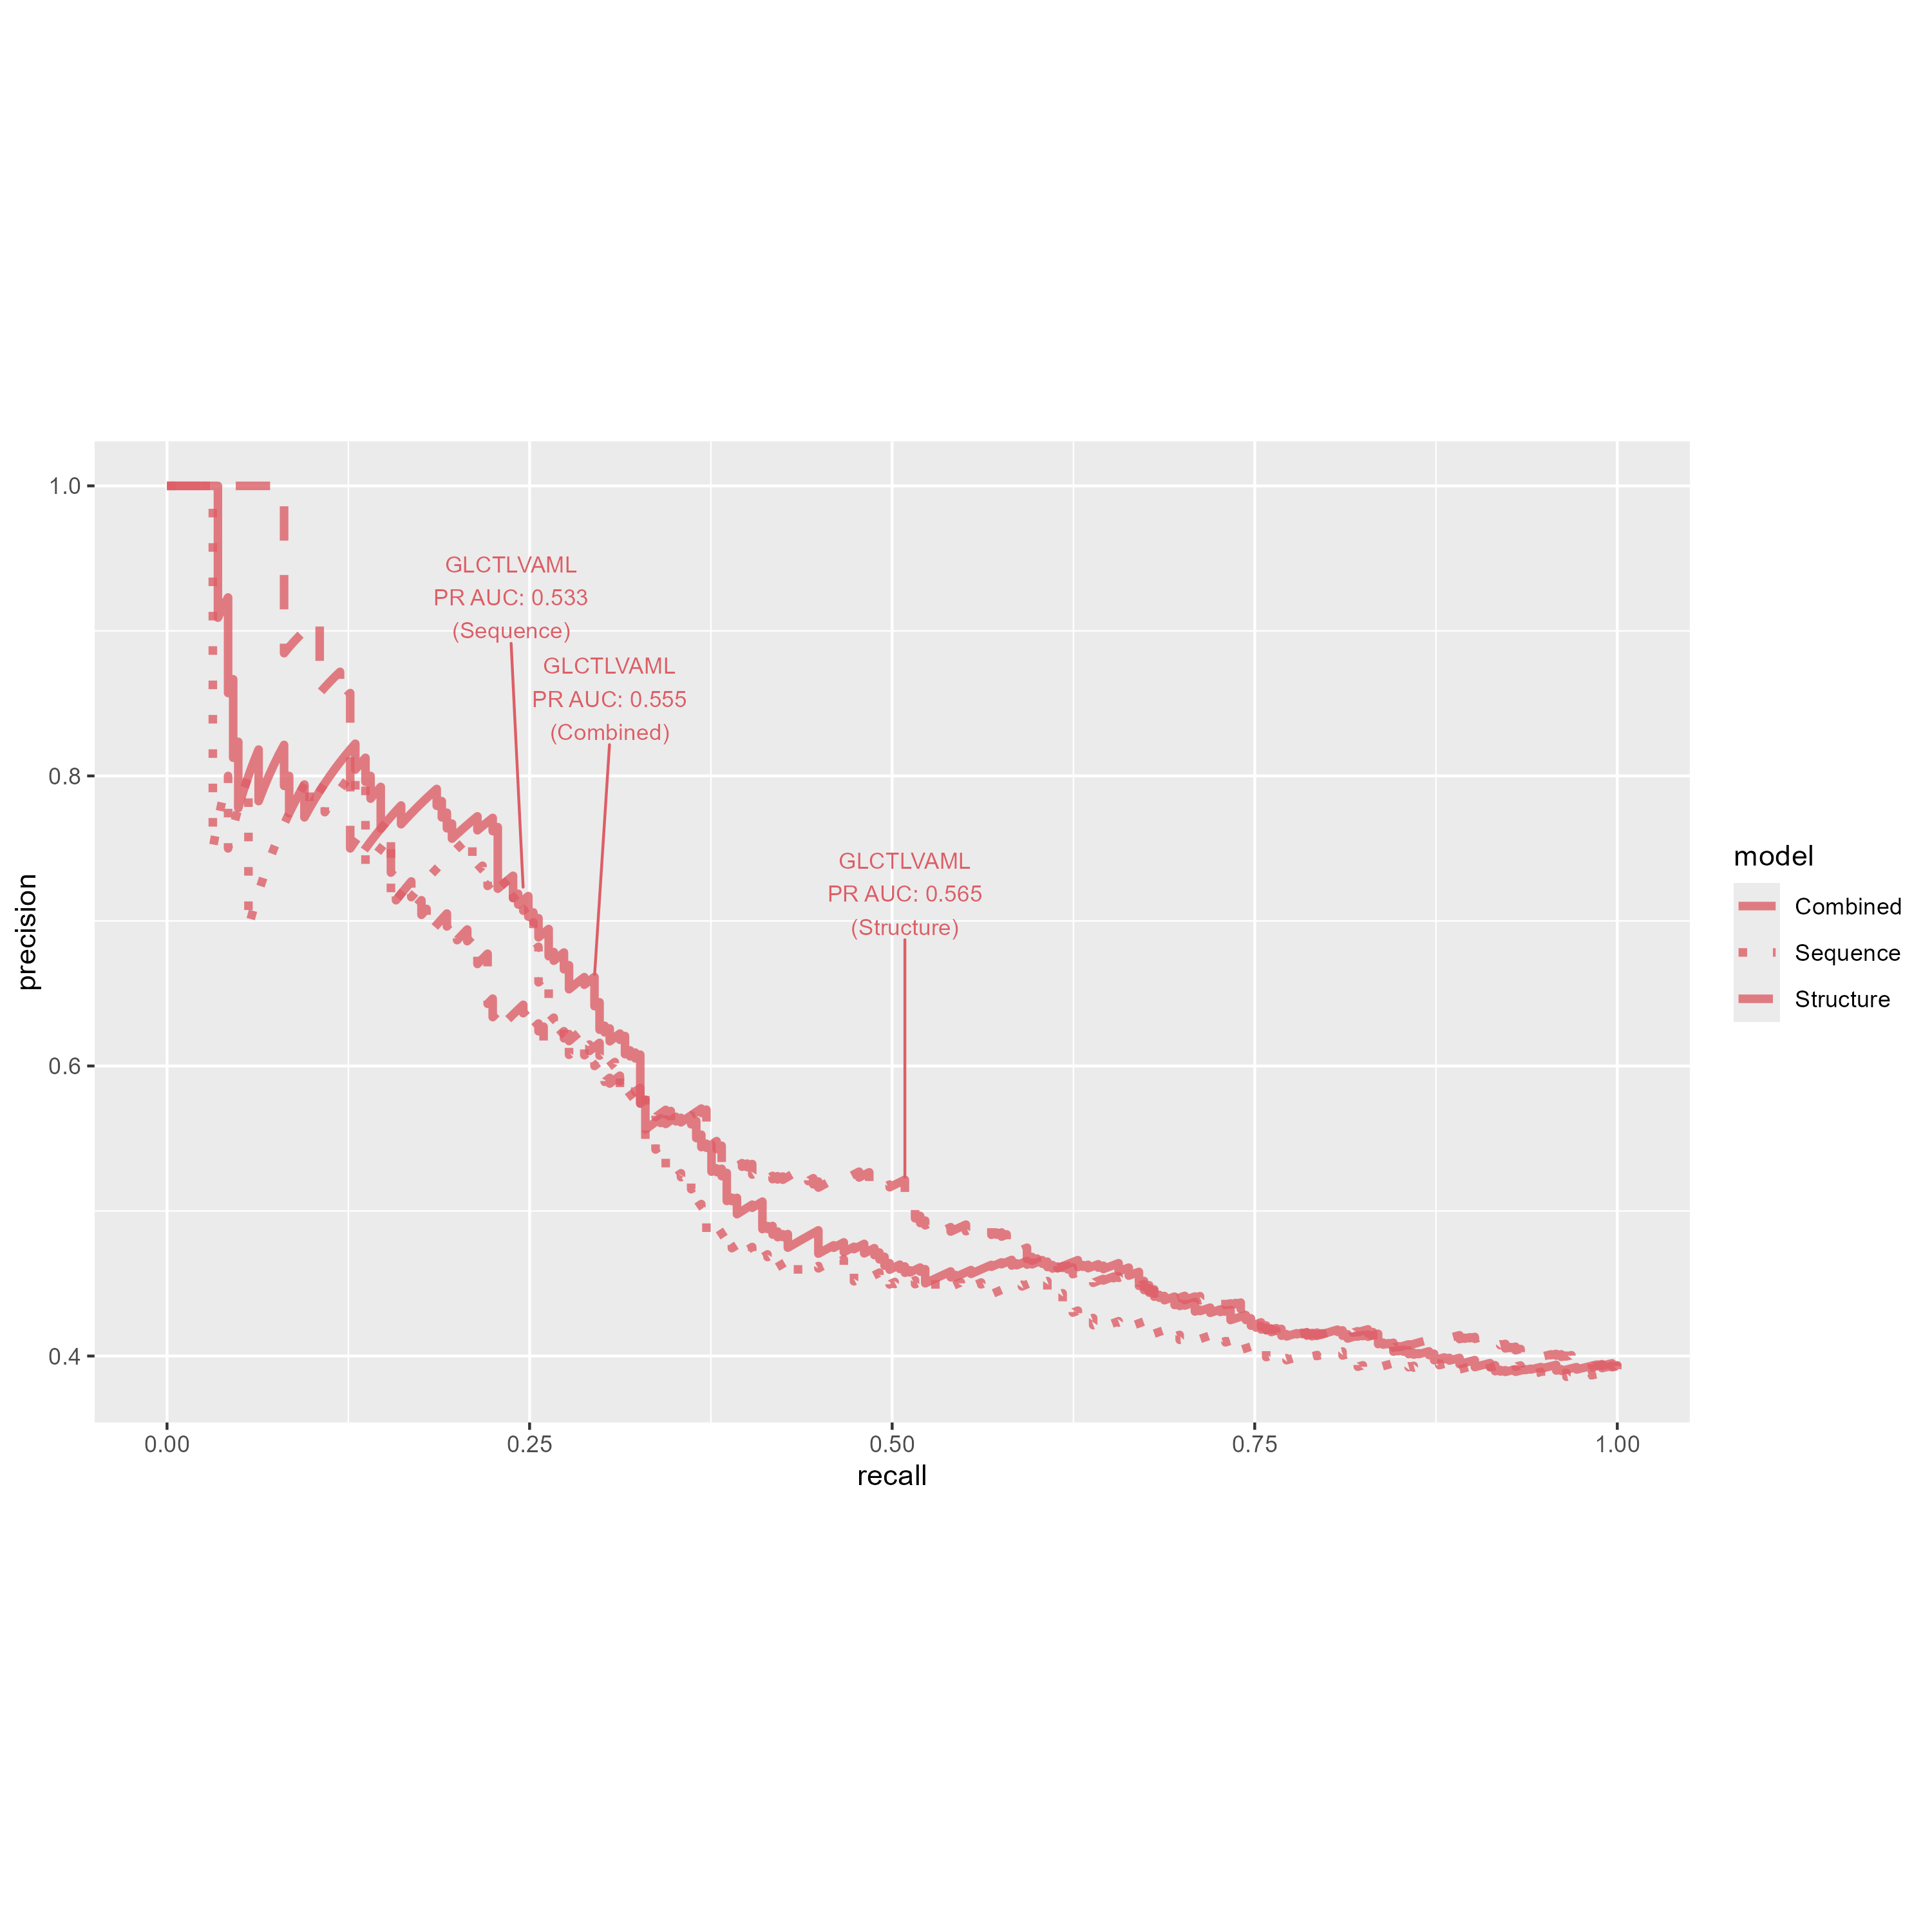 1.0
0.8
0.6
0.4
precision
GLCTLVAML
PR AUC: 0.533
(Sequence)
GLCTLVAML
PR AUC: 0.555
(Combined)
GLCTLVAML
PR AUC: 0.565
(Structure)
0.00
0.25
0.50
0.75
1.00
recall
model
Combined
Sequence
Structure